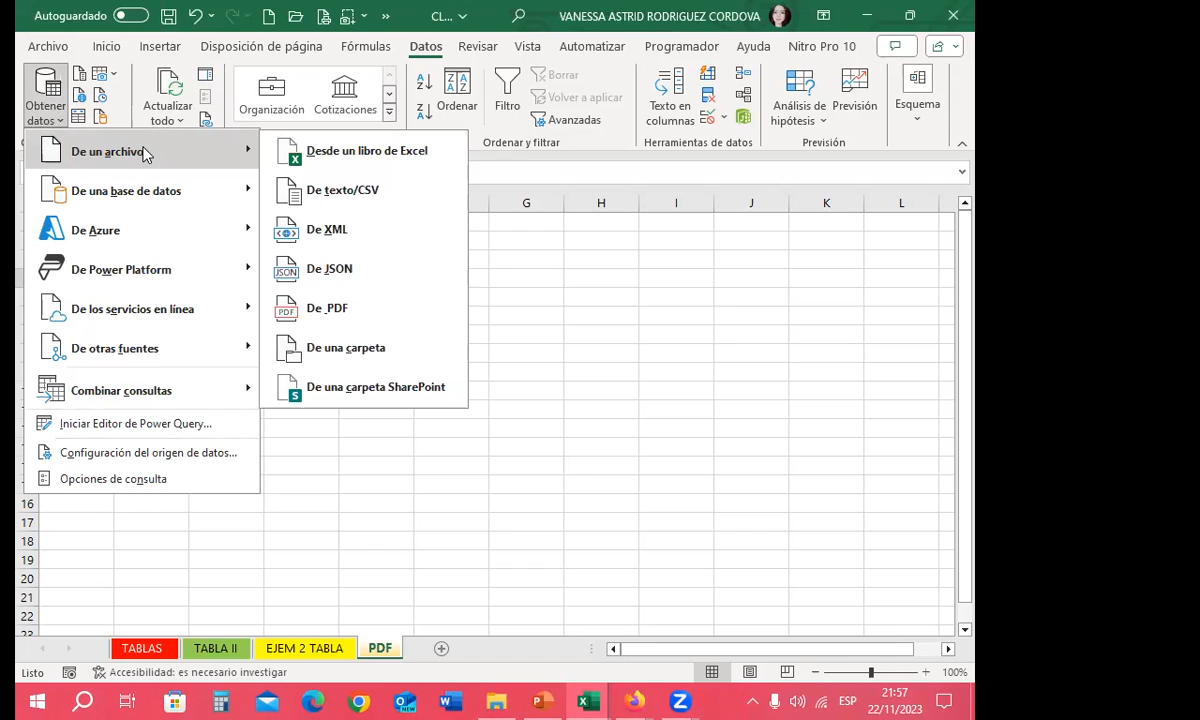 Autoguardado
CL...
VANESSA ASTRID RODRIGUEZ CORDOVA
Archivo Inicio Insertar Disposición de página Fórmulas Datos Revisar Vista Automatizar Programador Ayuda Nitro Pro 10
Obtener datos
Actualizar todo
Organización
Cotizaciones
Ordenar
Filtro
Borrar
Volver a aplicar
Avanzadas
Texto en columnas
Análisis de hipótesis
Previsión
Esquema
Ordenar y filtrar
Herramientas de datos
Previsión
De un archivo
De una base de datos
De Azure
De Power Platform
De los servicios en línea
De otras fuentes
Combinar consultas
Iniciar Editor de Power Query...
Configuración del origen de datos...
Opciones de consulta
Desde un libro de Excel
De texto/CSV
De XML
De JSON
De PDF
De una carpeta
De una carpeta SharePoint
G H I J K L
16
17
18
19
20
21
22
23
TABLAS TABLA II EJEM 2 TABLA PDF
Listo
Accesibilidad: es necesario investigar
100%
ESP
21:57
22/11/2023